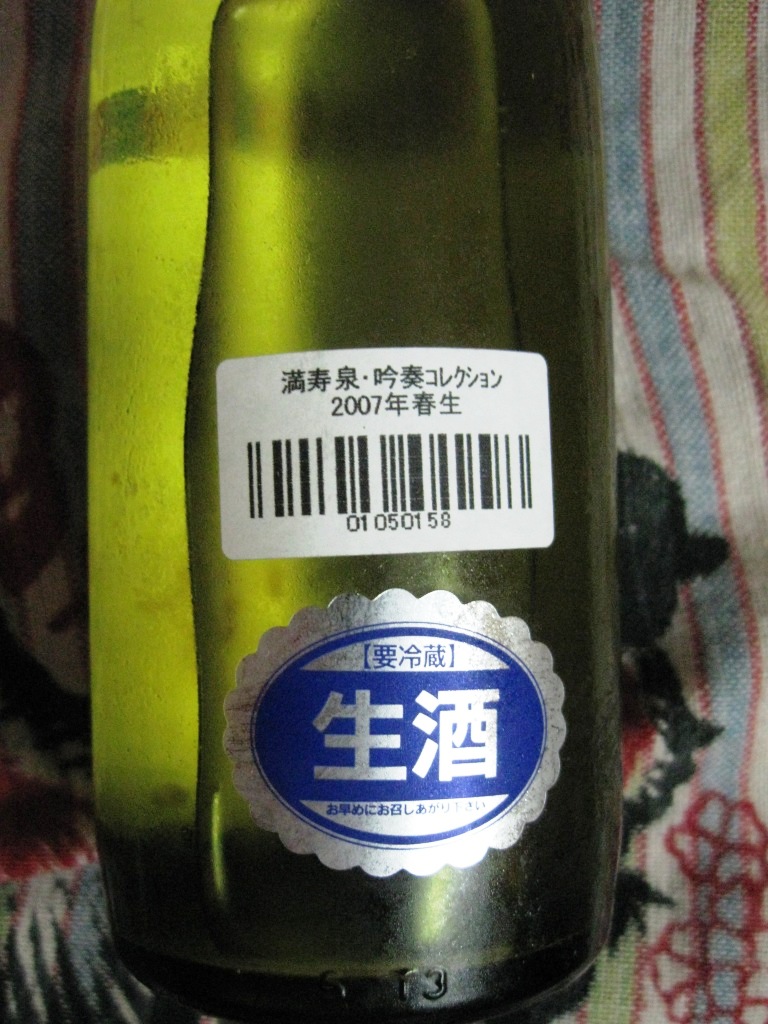 満寿泉・吟奏ｺﾚｸｼｮﾝ
2007年春生
01050158
【要冷蔵】
生酒
お早めにお召しあがり下さい